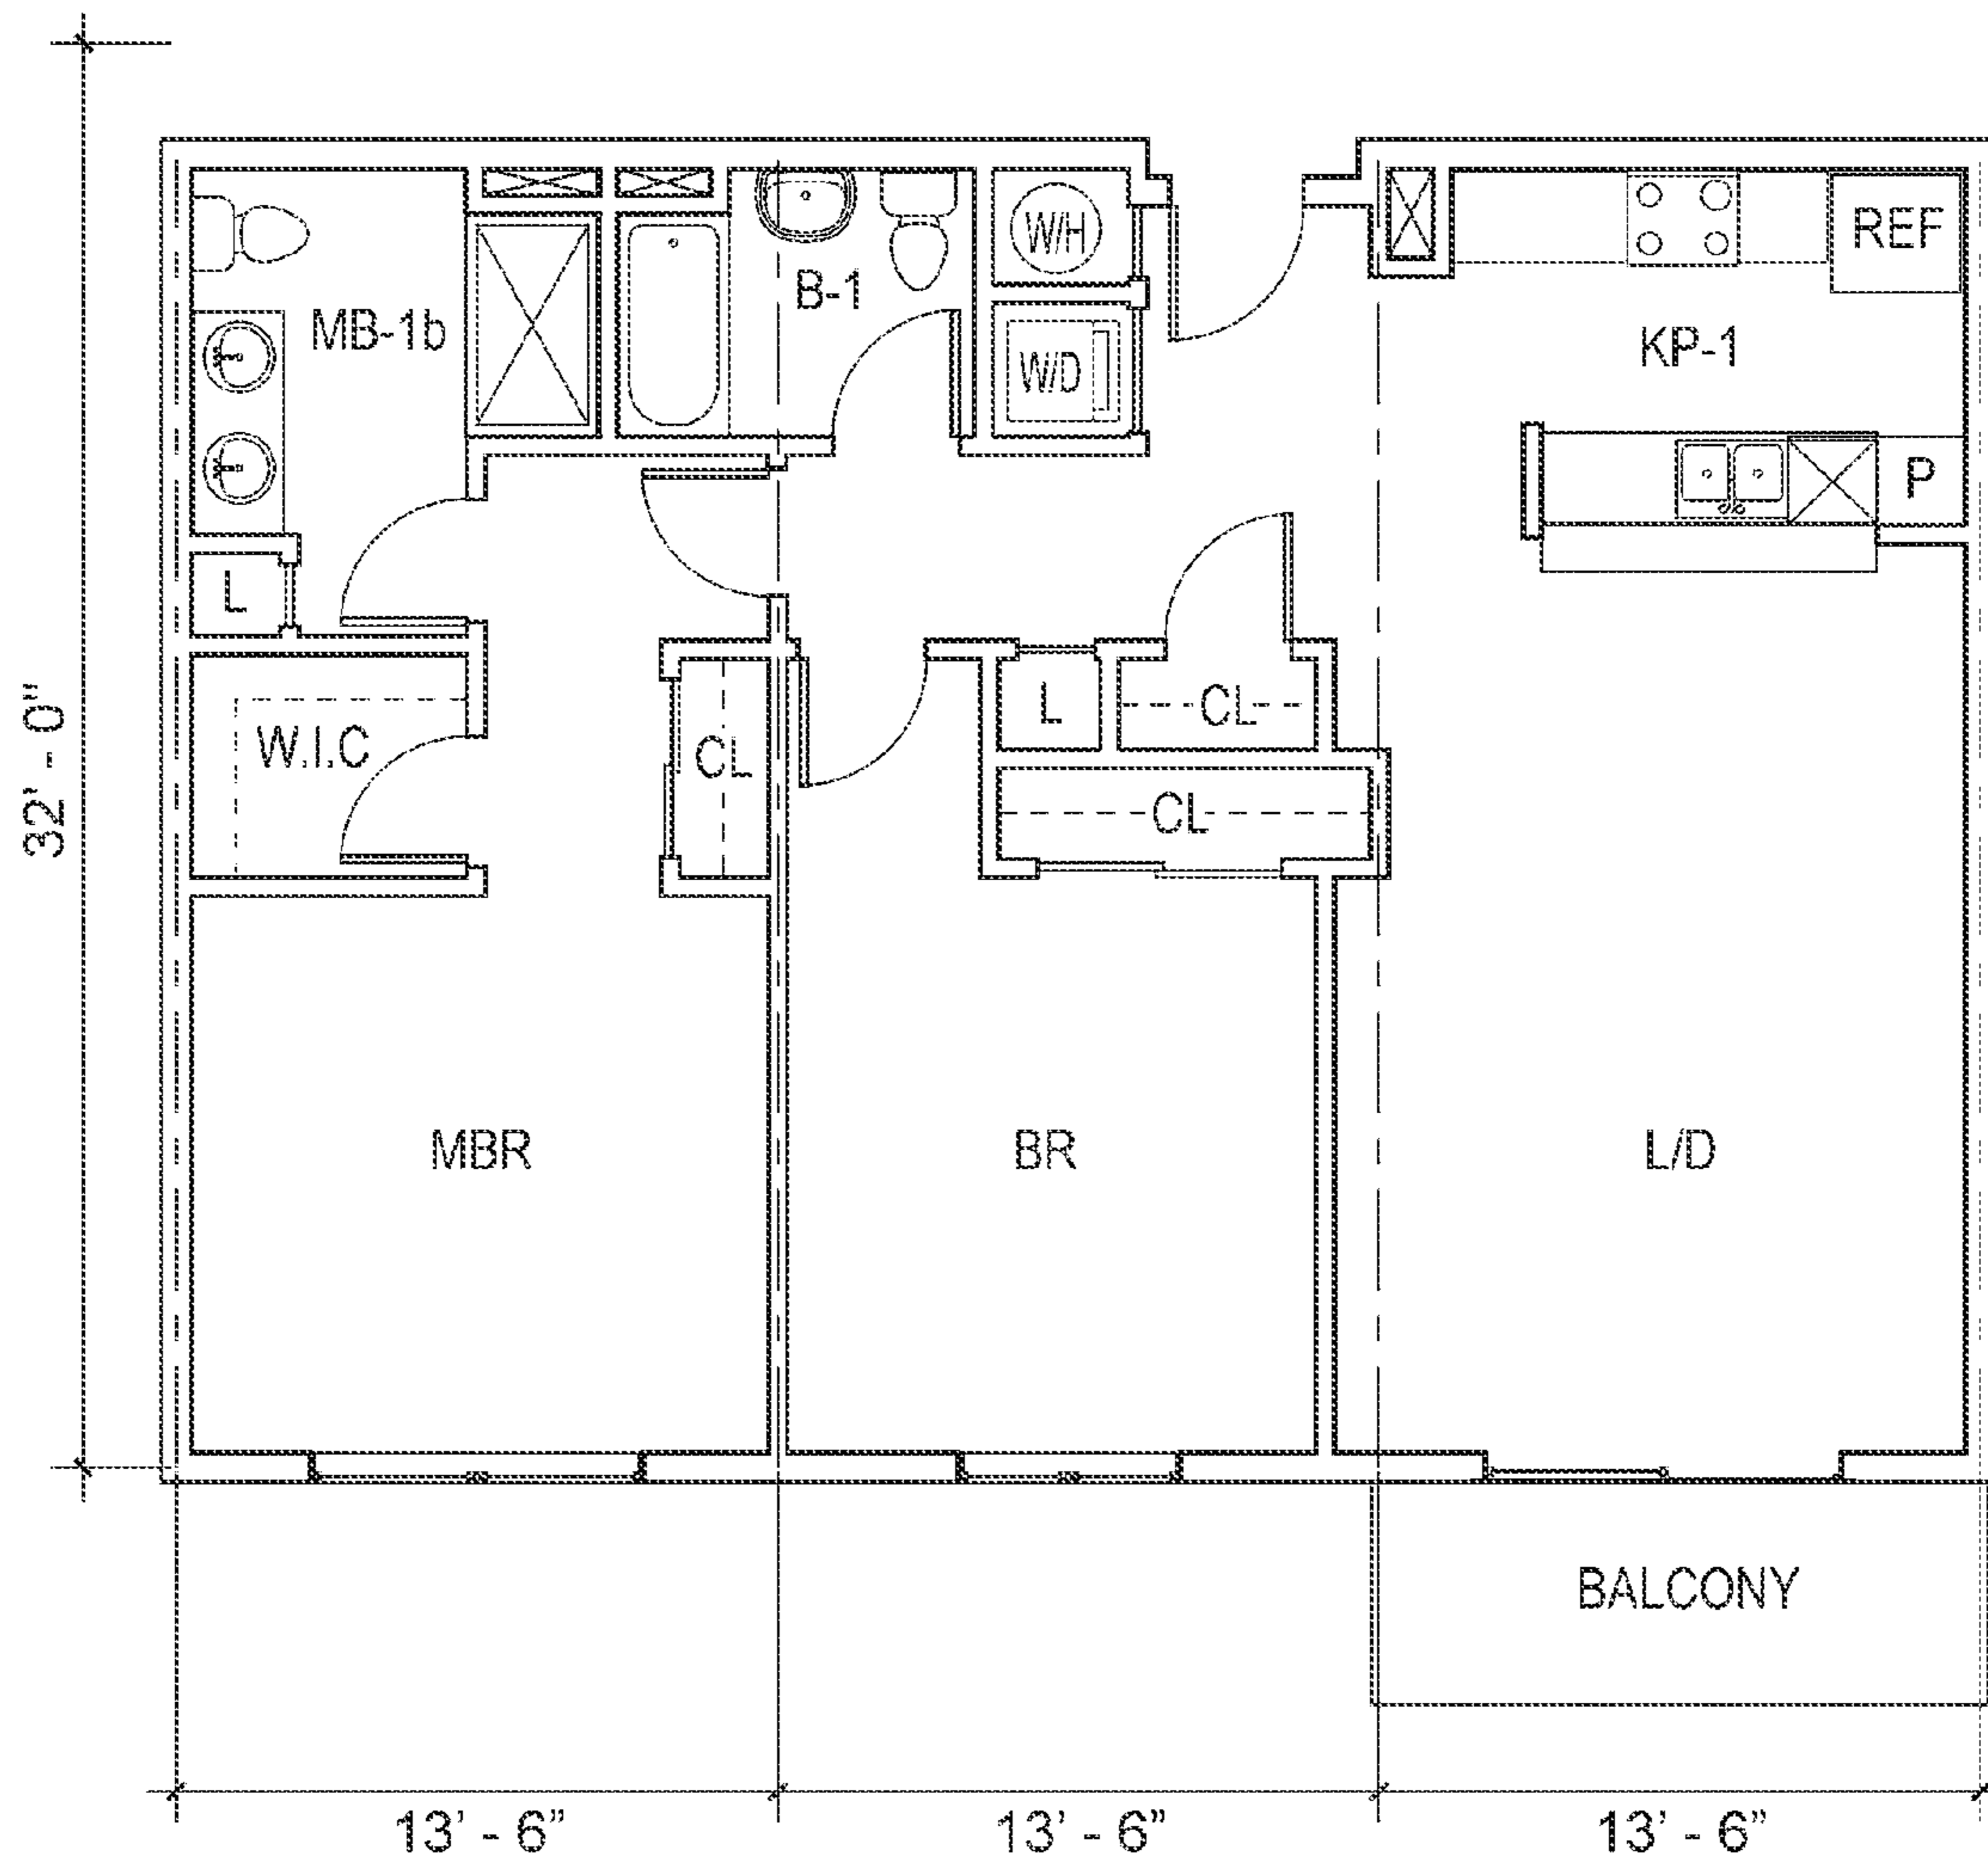 W/H
REF
B-1
MB-1b
KP-1
W/D
P
L
L
CL
W.I.C
CL
CL
32' - 0"
MBR
BR
L/D
BALCONY
13' - 6"
13' - 6"
13' - 6"